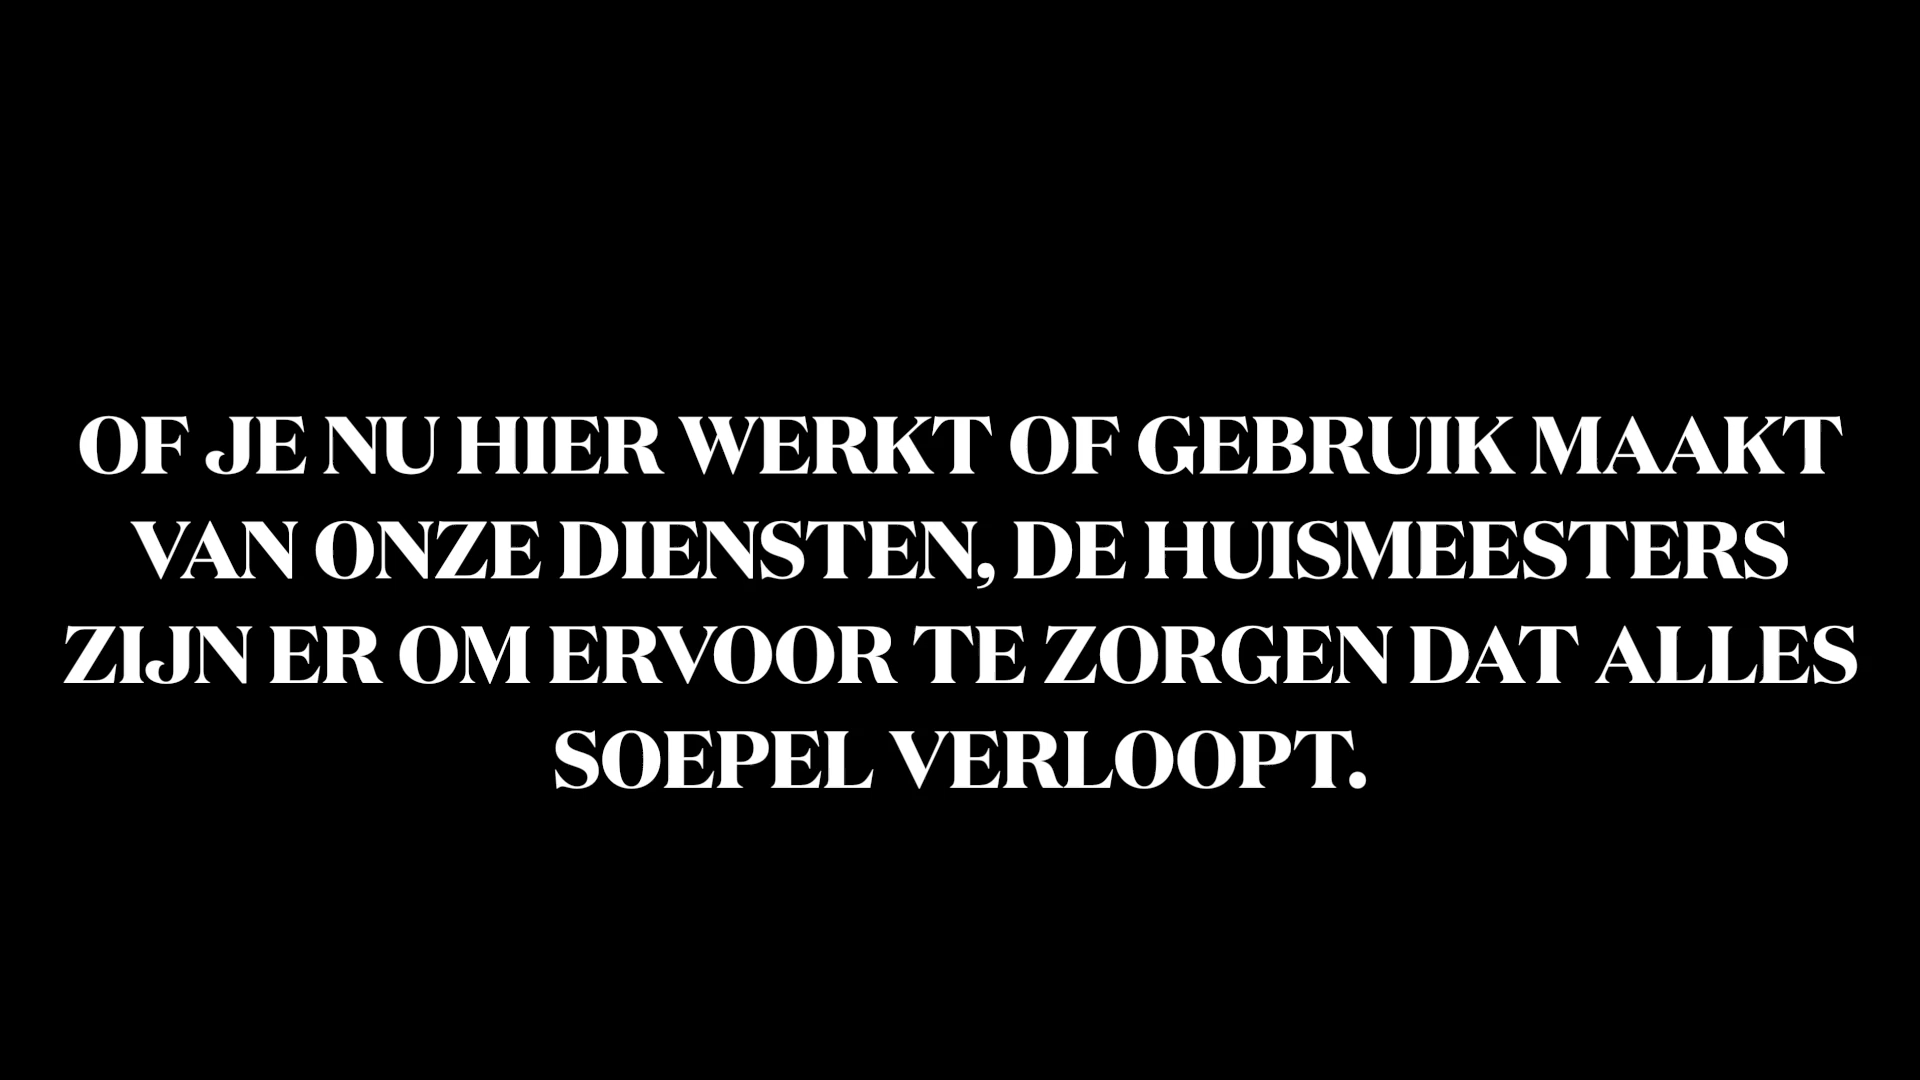 OF JE NU HIER WERKT OF GEBRUIK MAAKT
VAN ONZE DIENSTEN, DE HUISMEESTERS
ZIJN ER OM ERVOOR TE ZORGEN DAT ALLES
SOEPEL VERLOOPT.